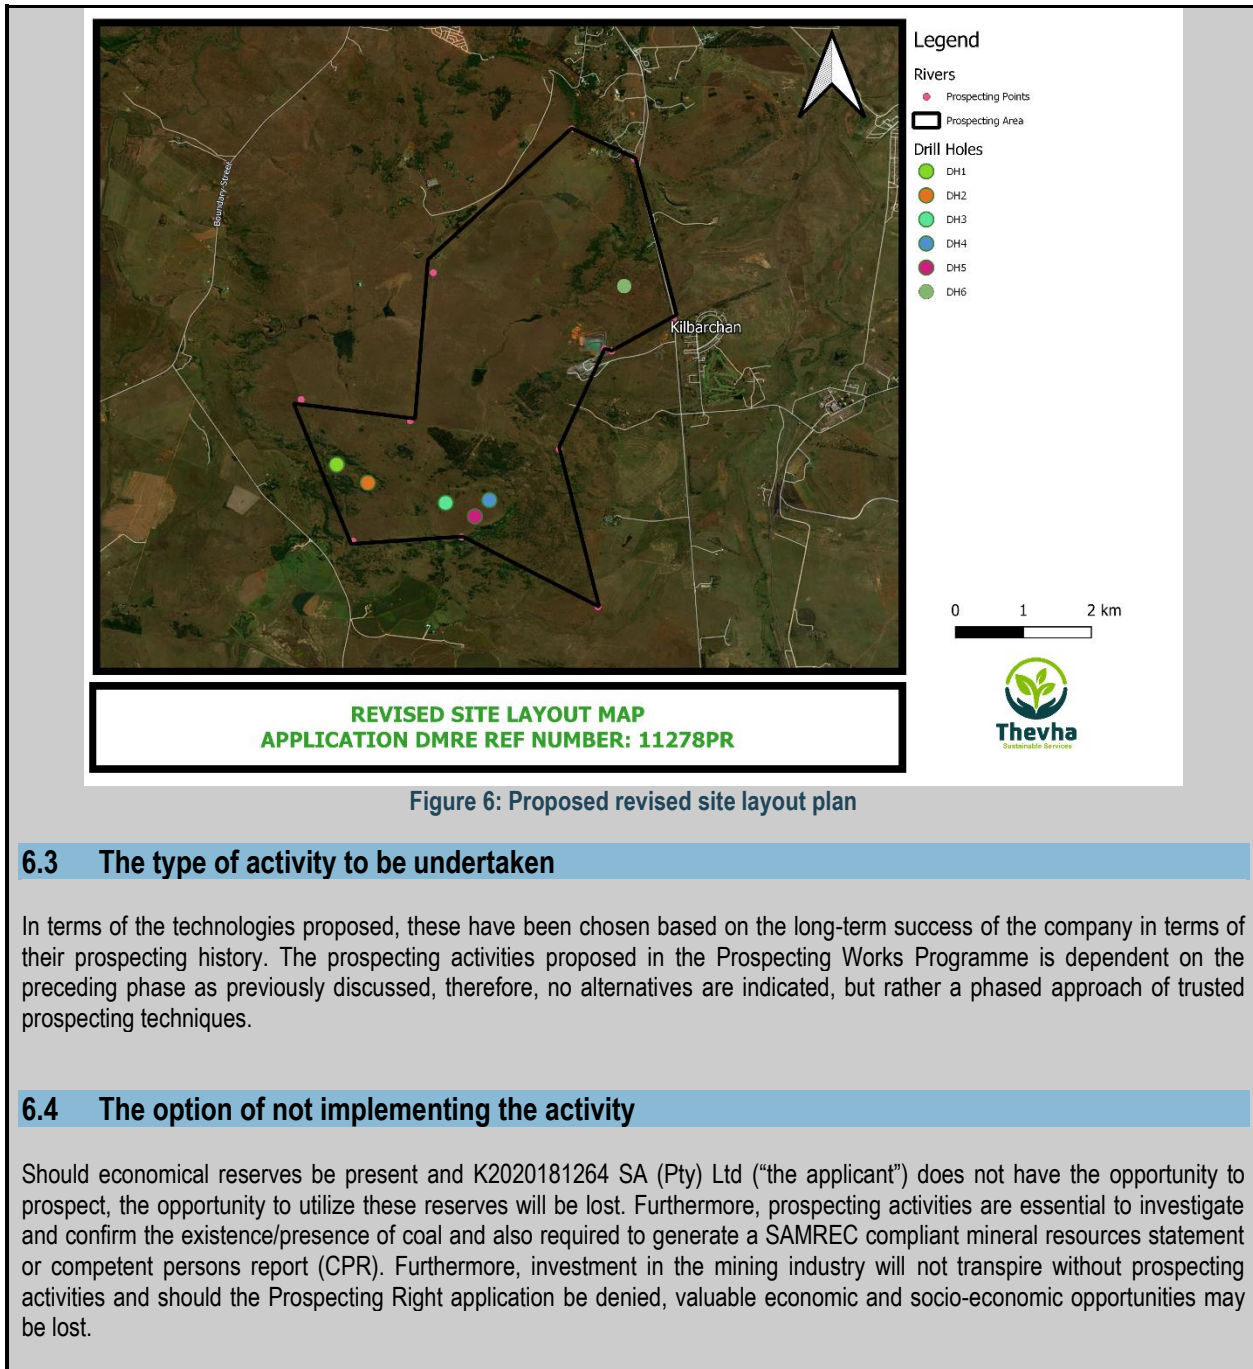 Legend
Rivers
Prospecting Points
Prospecting Area
Drill Holes
DH1
DH2
DH3
DH4
DH5
DH6
Boundary-Street
Kilbarchan
0 1 2 km
Thevha
Sustainable Services
REVISED SITE LAYOUT MAP
APPLICATION DMRE REF NUMBER: 11278PR
Figure 6: Proposed revised site layout plan
6.3 The type of activity to be undertaken
In terms of the technologies proposed, these have been chosen based on the long-term success of the company in terms of
their prospecting history. The prospecting activities proposed in the Prospecting Works Programme is dependent on the
preceding phase as previously discussed, therefore, no alternatives are indicated, but rather a phased approach of trusted
prospecting techniques.
6.4 The option of not implementing the activity
Should economical reserves be present and K2020181264 SA (Pty) Ltd (“the applicant”) does not have the opportunity to
prospect, the opportunity to utilize these reserves will be lost. Furthermore, prospecting activities are essential to investigate
and confirm the existence/presence of coal and also required to generate a SAMREC compliant mineral resources statement
or competent persons report (CPR). Furthermore, investment in the mining industry will not transpire without prospecting
activities and should the Prospecting Right application be denied, valuable economic and socio-economic opportunities may
be lost.